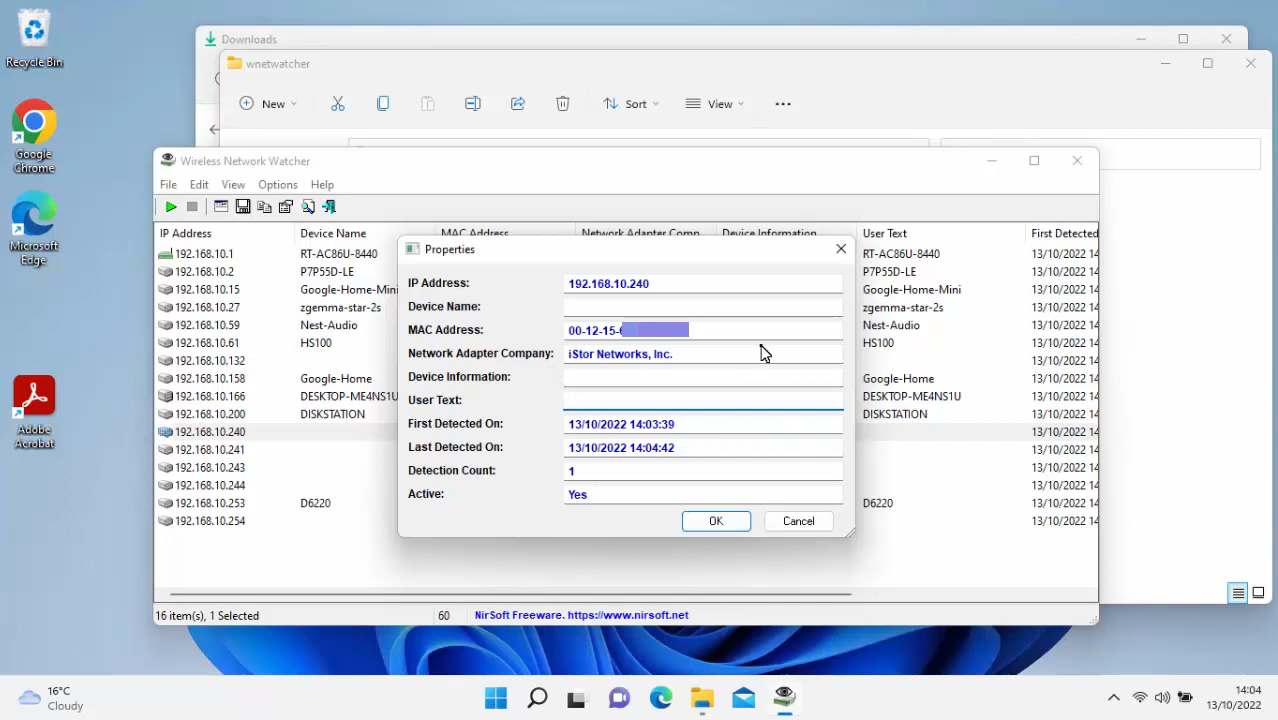 Recycle Bin
Google
Chrome
Microsoft
Edge
Adobe
Acrobat
Downloads
wnetwatcher
New
Sort
View
Wireless Network Watcher
File Edit View Options Help
IP Address Device Name MAC Address Network Adapter Comp... Device Information User Text First Detected
192.168.10.1 RT-AC86U-8440 RT-AC86U-8440 13/10/2022 14
192.168.10.2 P7P55D-LE P7P55D-LE 13/10/2022 14
192.168.10.15 Google-Home-Mini Google-Home-Mini 13/10/2022 14
192.168.10.27 zgemma-star-2s zgemma-star-2s 13/10/2022 14
192.168.10.59 Nest-Audio Nest-Audio 13/10/2022 14
192.168.10.61 HS100 HS100 13/10/2022 14
192.168.10.132 13/10/2022 14
192.168.10.158 Google-Home Google-Home 13/10/2022 14
192.168.10.166 DESKTOP-ME4NS1U DESKTOP-ME4NS1U 13/10/2022 14
192.168.10.200 DISKSTATION DISKSTATION 13/10/2022 14
192.168.10.240 13/10/2022 14
192.168.10.241 13/10/2022 14
192.168.10.243 13/10/2022 14
192.168.10.244 13/10/2022 14
192.168.10.253 D6220 D6220 13/10/2022 14
192.168.10.254 13/10/2022 14
Properties
IP Address: 192.168.10.240
Device Name:
MAC Address: 00-12-15-
Network Adapter Company: iStor Networks, Inc.
Device Information:
User Text:
First Detected On: 13/10/2022 14:03:39
Last Detected On: 13/10/2022 14:04:42
Detection Count: 1
Active: Yes
OK Cancel
16 item(s), 1 Selected 60 NirSoft Freeware. https://www.nirsoft.net
16°C
Cloudy
14:04
13/10/2022